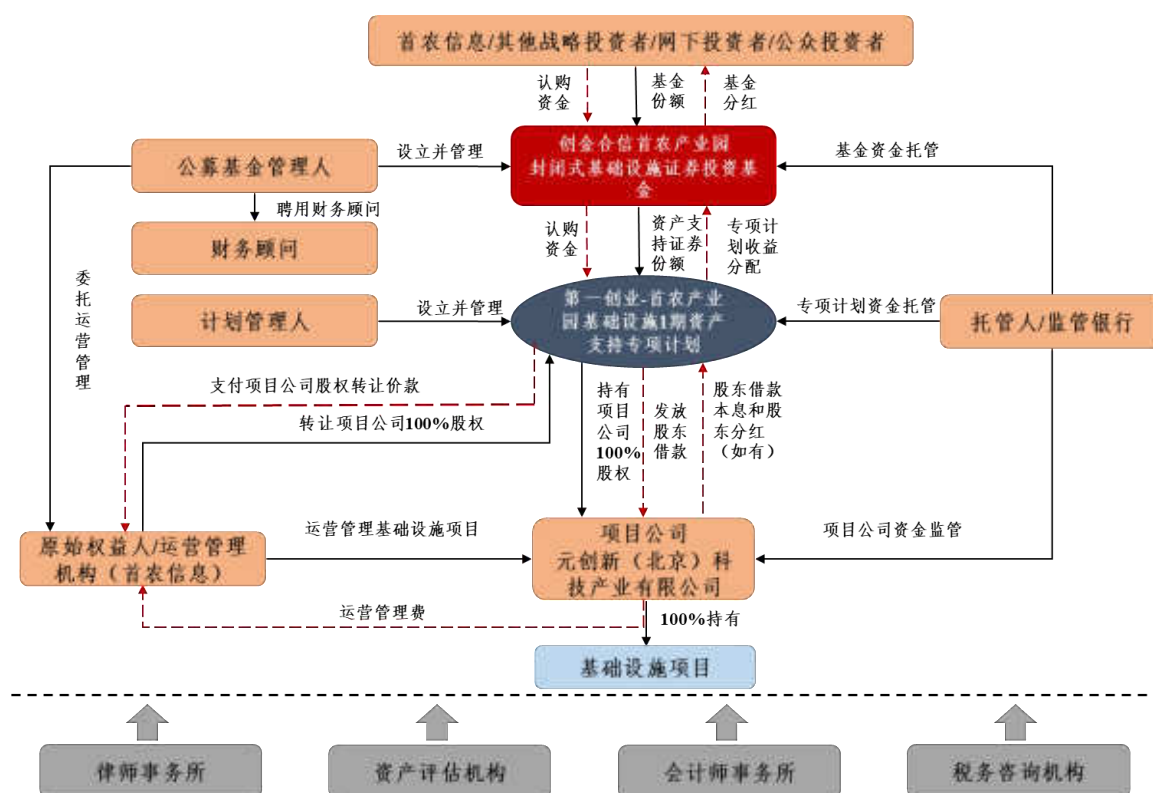 首农信息/其他战略投资者/网下投资者/公众投资者
认购
资金
基金
份额
基金
分红
创金合信首农产业园
封闭式基础设施证券投资基
金
公募基金管理人
设立并管理
基金资金托管
聘用财务顾问
财务顾问
认购
资金
资产支
持证券
份额
专项计
划收益
分配
委
托
运
营
管
理
计划管理人
设立并管理
第一创业-首农产业
园基础设施1期资产
支持专项计划
专项计划资金托管
托管人/监管银行
支付项目公司股权转让价款
转让项目公司100%股权
持有
项目
公司
100%
股权
发放
股东
借款
股东借款
本息和股
东分红
（如有）
原始权益人/运营管理
机构（首农信息）
运营管理基础设施项目
项目公司
元创新（北京）科
技产业有限公司
项目公司资金监管
运营管理费
100%持有
基础设施项目
律师事务所
资产评估机构
会计师事务所
税务咨询机构